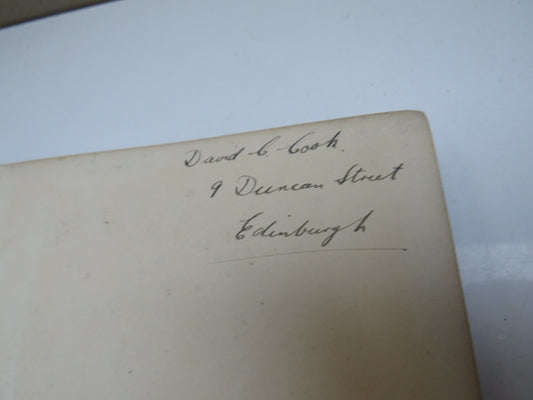 David C. Cook.
9 Duncan Street
Edinburgh